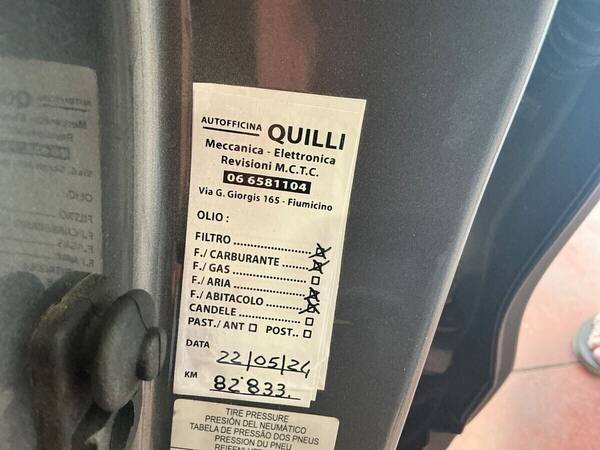 AUTOFFICINA QUILLI
Meccanica - Elettronica
Revisioni M.C.T.C.
06 6581104
Via G. Giorgis 165 - Fiumicino
OLIO :
FILTRO
F./ CARBURANTE
F./ GAS
F./ ARIA
F./ ABITACOLO
CANDELE
PAST./ ANT POST..
DATA 22/05/24
KM 82'833.
TIRE PRESSURE
PRESIÓN DEL NEUMÁTICO
TABELA DE PRESSÃO DOS PNEUS
PRESSION DU PNEU